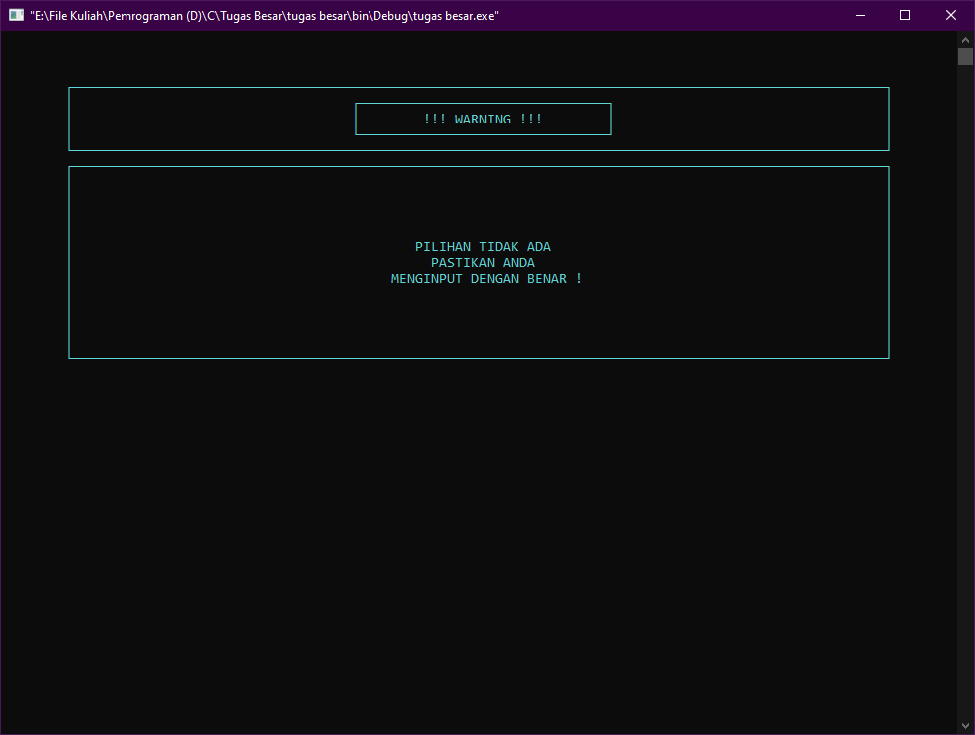 "E:\File Kuliah\Pemrograman (D)\C\Tugas Besar\tugas besar\bin\Debug\tugas besar.exe"
!!! WARNING !!!
PILIHAN TIDAK ADA
PASTIKAN ANDA
MENGINPUT DENGAN BENAR !